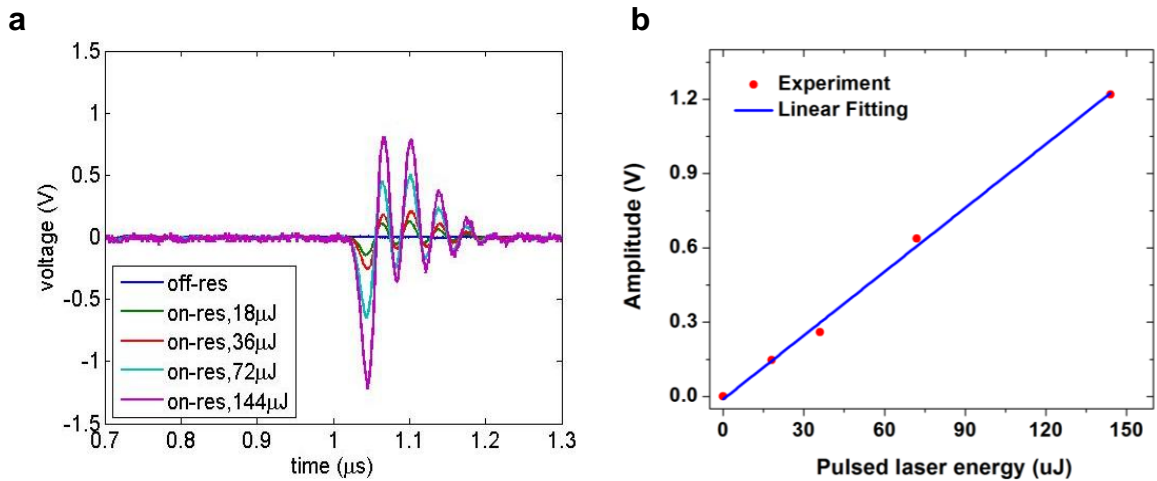 a
1.5
1
0.5
0
-0.5
-1
-1.5
voltage (V)
off-res
on-res,18μJ
on-res,36μJ
on-res,72μJ
on-res,144μJ
0.7 0.8 0.9 1 1.1 1.2 1.3
time (μs)
b
1.2
0.9
0.6
0.3
0.0
Amplitude (V)
Experiment
Linear Fitting
0 30 60 90 120 150
Pulsed laser energy (uJ)